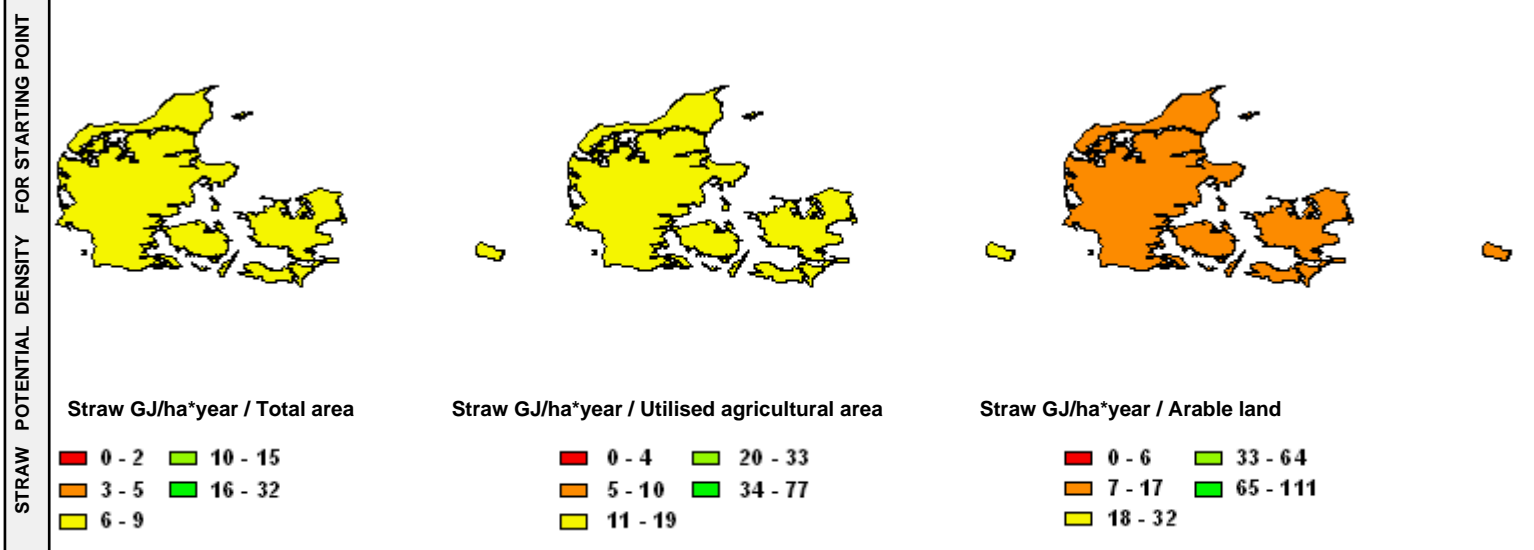 STRAW POTENTIAL DENSITY FOR STARTING POINT
Straw GJ/ha*year / Total area
Straw GJ/ha*year / Utilised agricultural area
Straw GJ/ha*year / Arable land
0 - 2 10 - 15
3 - 5 16 - 32
6 - 9
0 - 4 20 - 33
5 - 10 34 - 77
11 - 19
0 - 6 33 - 64
7 - 17 65 - 111
18 - 32